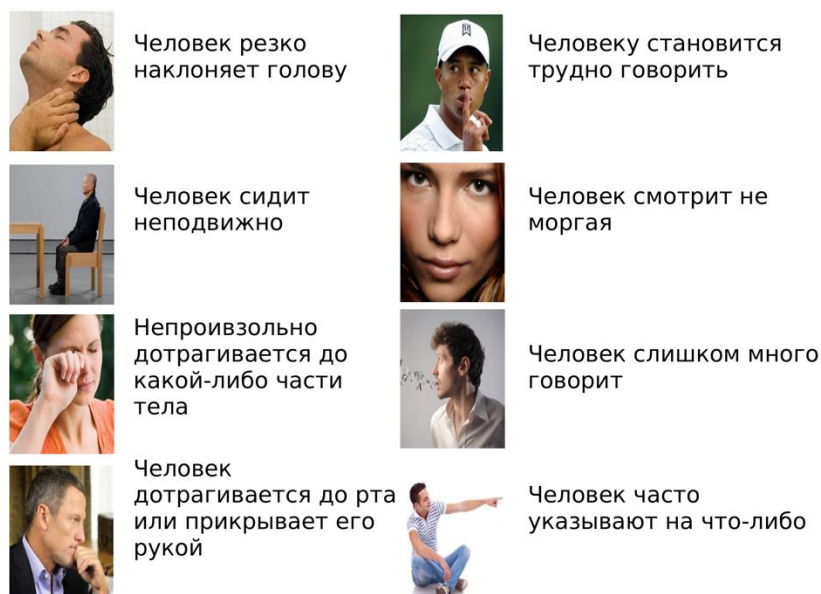 Человек резко
наклоняет голову
Человек сидит
неподвижно
Непроивзольно
дотрагивается до
какой-либо части
тела
Человек
дотрагивается до рта
или прикрывает его
рукой
Человеку становится
трудно говорить
Человек смотрит не
моргая
Человек слишком много
говорит
Человек часто
указывают на что-либо